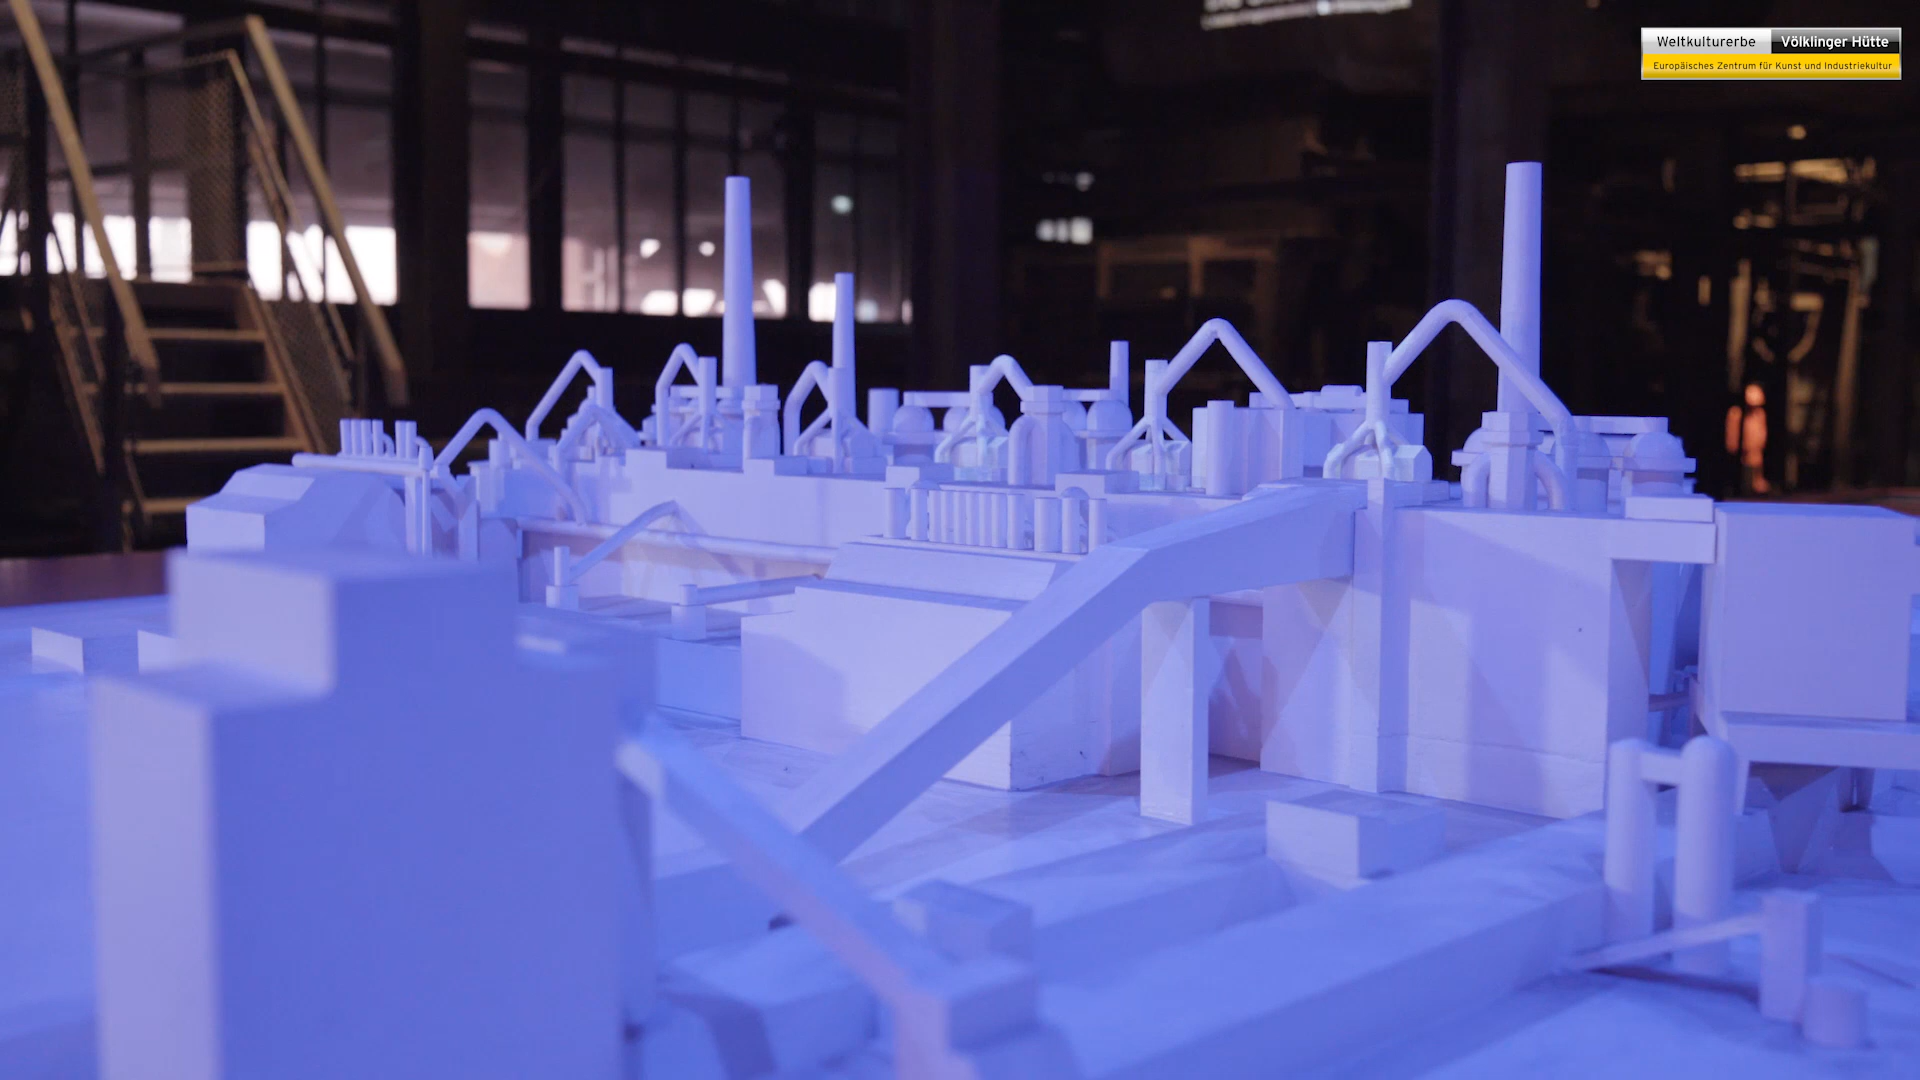 Weltkulturerbe Völklinger Hütte
Europäisches Zentrum für Kunst und Industriekultur